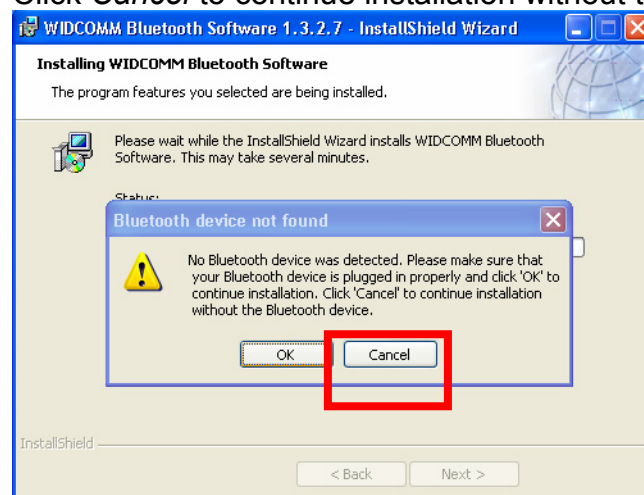 Click Cancel to continue installation without t
WIDCOMM Bluetooth Software 1.3.2.7 - InstallShield Wizard
Installing WIDCOMM Bluetooth Software
The program features you selected are being installed.
Please wait while the InstallShield Wizard installs WIDCOMM Bluetooth
Software. This may take several minutes.
Status:
Bluetooth device not found
No Bluetooth device was detected. Please make sure that
your Bluetooth device is plugged in properly and click 'OK' to
continue installation. Click 'Cancel' to continue installation
without the Bluetooth device.
OK Cancel
InstallShield
< Back Next >